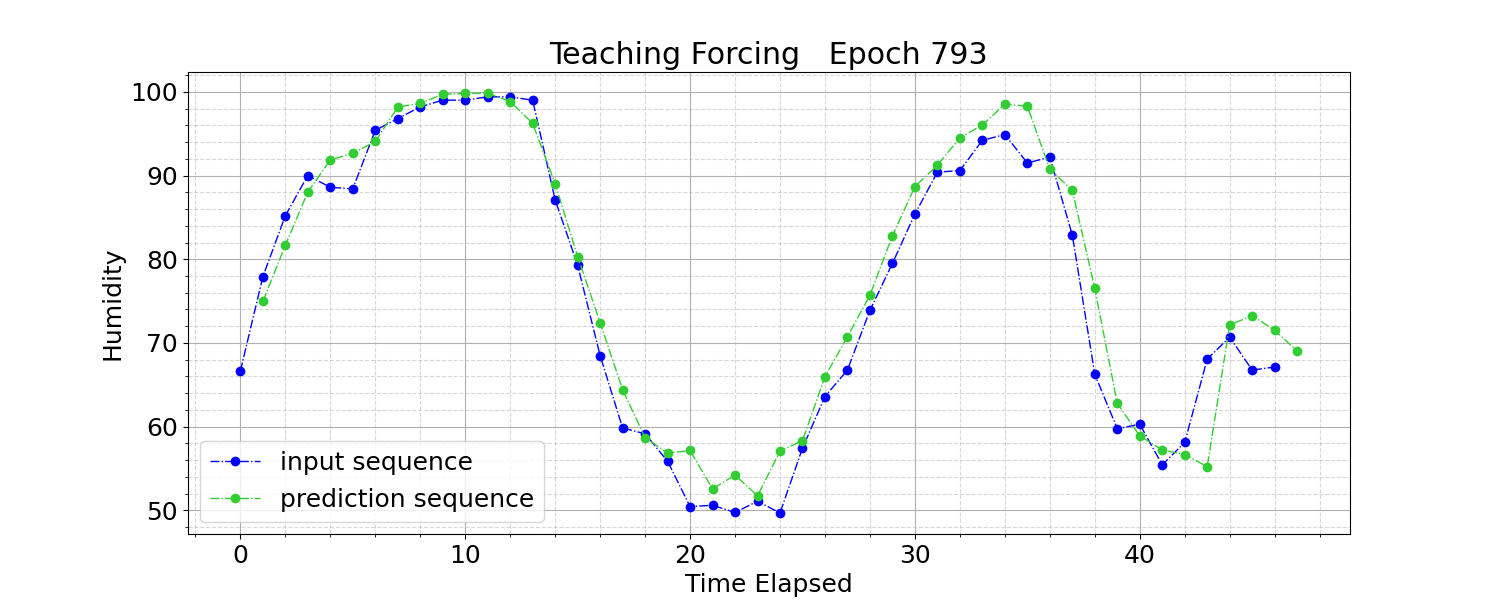 Teaching Forcing   Epoch 793
Humidity
100
90
80
70
60
50
input sequence
prediction sequence
0 10 20 30 40
Time Elapsed